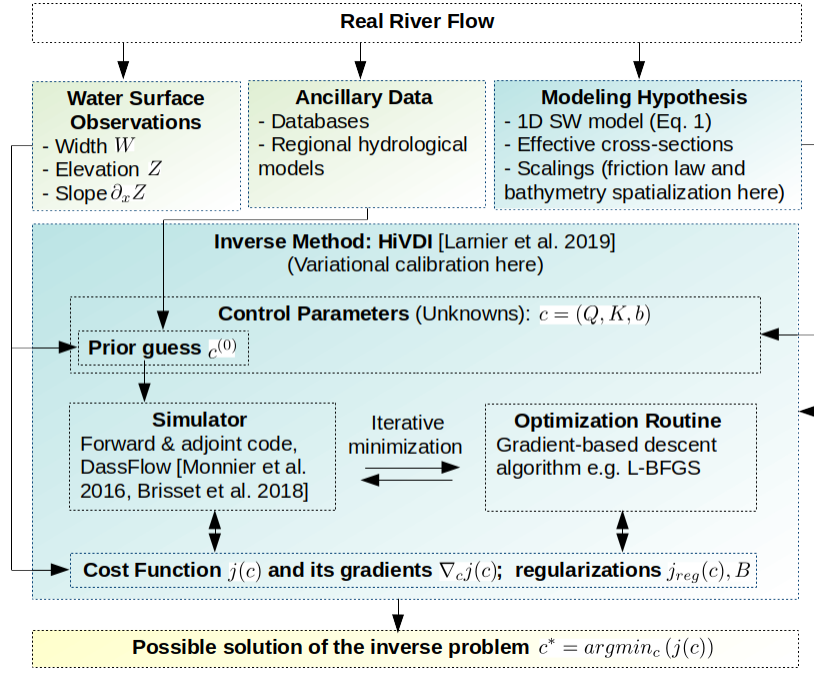 Real River Flow
Water Surface
Observations
- Width W
- Elevation Z
- Slope ∂ₓZ
Ancillary Data
- Databases
- Regional hydrological
models
Modeling Hypothesis
- 1D SW model (Eq. 1)
- Effective cross-sections
- Scalings (friction law and
bathymetry spatialization here)
Inverse Method: HiVDI [Larnier et al. 2019]
(Variational calibration here)
Control Parameters (Unknowns): c = (Q, K, b)
Prior guess c⁽⁰⁾
Simulator
Forward & adjoint code,
DassFlow [Monnier et al.
2016, Brisset et al. 2018]
Iterative
minimization
Optimization Routine
Gradient-based descent
algorithm e.g. L-BFGS
Cost Function j(c) and its gradients ∇_c j(c); regularizations j_{reg}(c), B
Possible solution of the inverse problem c* = argmin_c (j(c))